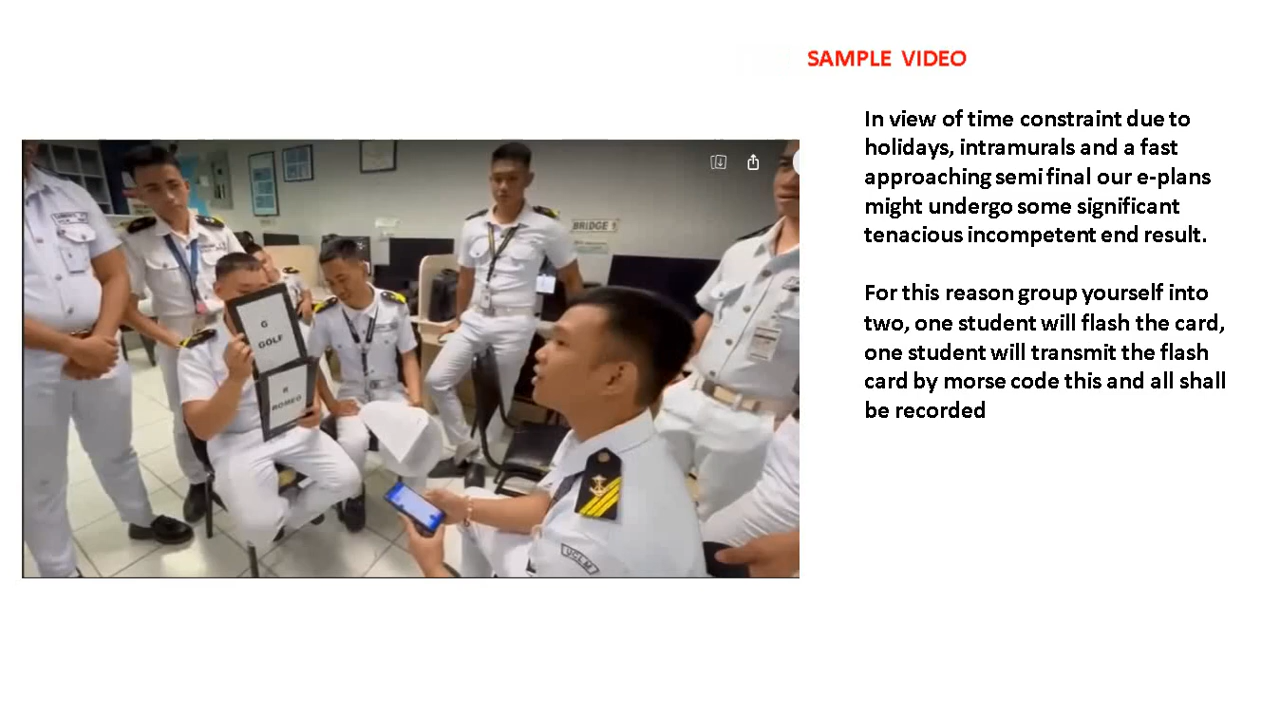 SAMPLE VIDEO
In view of time constraint due to
holidays, intramurals and a fast
approaching semi final our e-plans
might undergo some significant
tenacious incompetent end result.
For this reason group yourself into
two, one student will flash the card,
one student will transmit the flash
card by morse code this and all shall
be recorded
BRIDGE 1
G
GOLF
R
ROMEO
UCLM